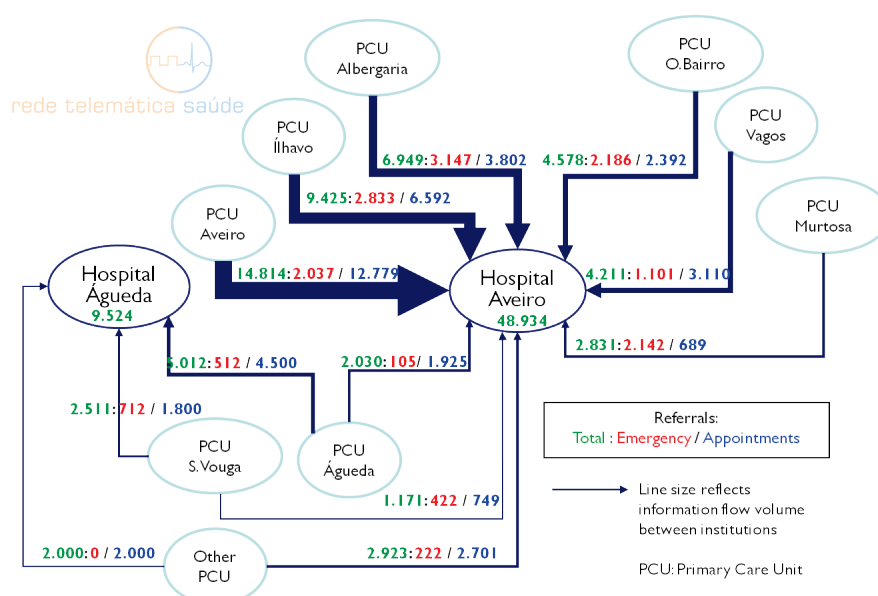 rede telemática saúde
PCU
Albergaria
PCU
O.Bairro
PCU
Ílhavo
PCU
Vagos
6.949:3.147 / 3.802
4.578:2.186 / 2.392
9.425:2.833 / 6.592
PCU
Aveiro
PCU
Murtosa
14.814:2.037 / 12.779
Hospital
Águeda
9.524
Hospital
Aveiro
48.934
4.211:1.101 / 3.110
2.831:2.142 / 689
5.012:512 / 4.500
2.030:105/ 1.925
2.511:712 / 1.800
PCU
S.Vouga
PCU
Águeda
Referrals:
Total : Emergency / Appointments
1.171:422 / 749
Line size reflects
information flow volume
between institutions
2.000:0 / 2.000
Other
PCU
2.923:222 / 2.701
PCU: Primary Care Unit